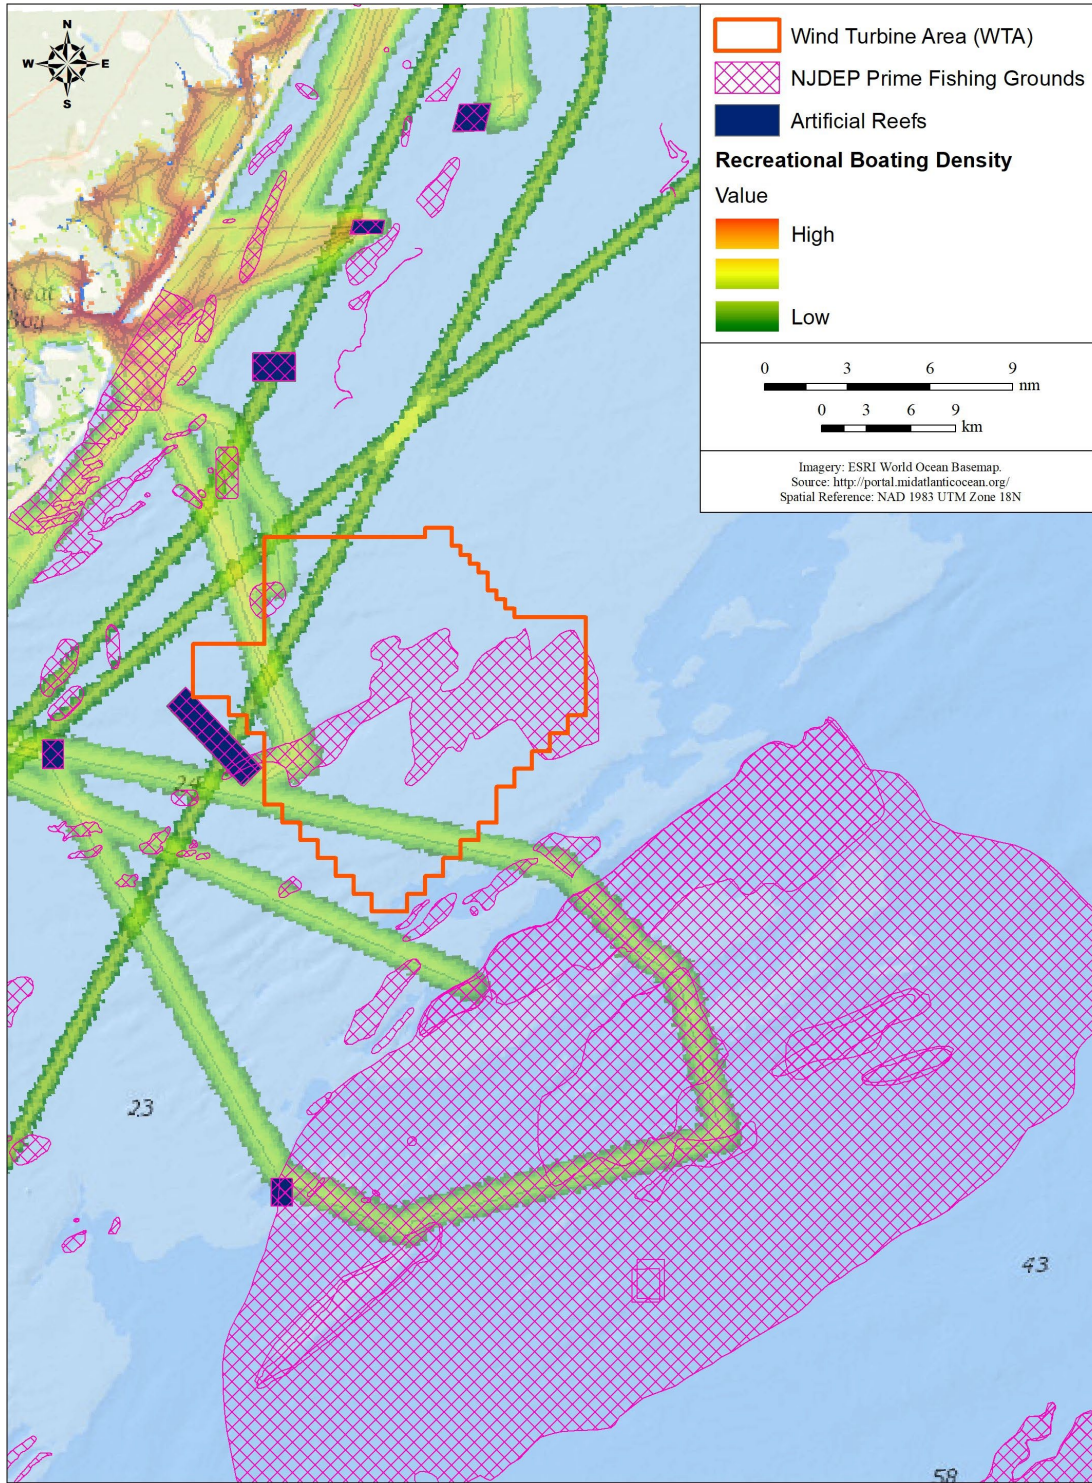 N
W
E
S
Great
Bay
24
23
43
58
Wind Turbine Area (WTA)
NJDEP Prime Fishing Grounds
Artificial Reefs
Recreational Boating Density
Value
High
Low
0 3 6 9
nm
0 3 6 9
km
Imagery: ESRI World Ocean Basemap.
Source: http://portal.midatlanticocean.org/
Spatial Reference: NAD 1983 UTM Zone 18N